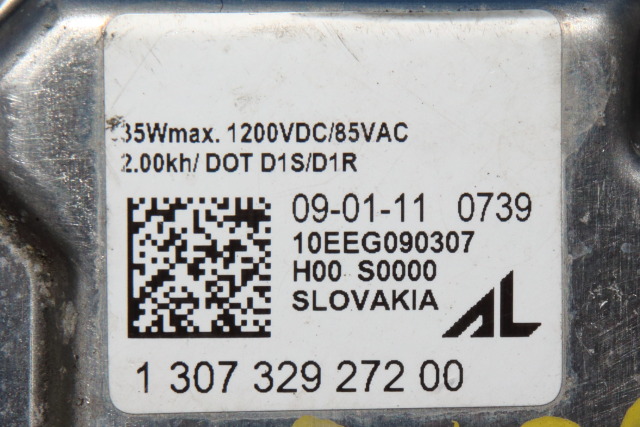 35Wmax. 1200VDC/85VAC
2.00kh/ DOT D1S/D1R
09-01-11 0739
10EEG090307
H00 S0000
SLOVAKIA
AL
1 307 329 272 00